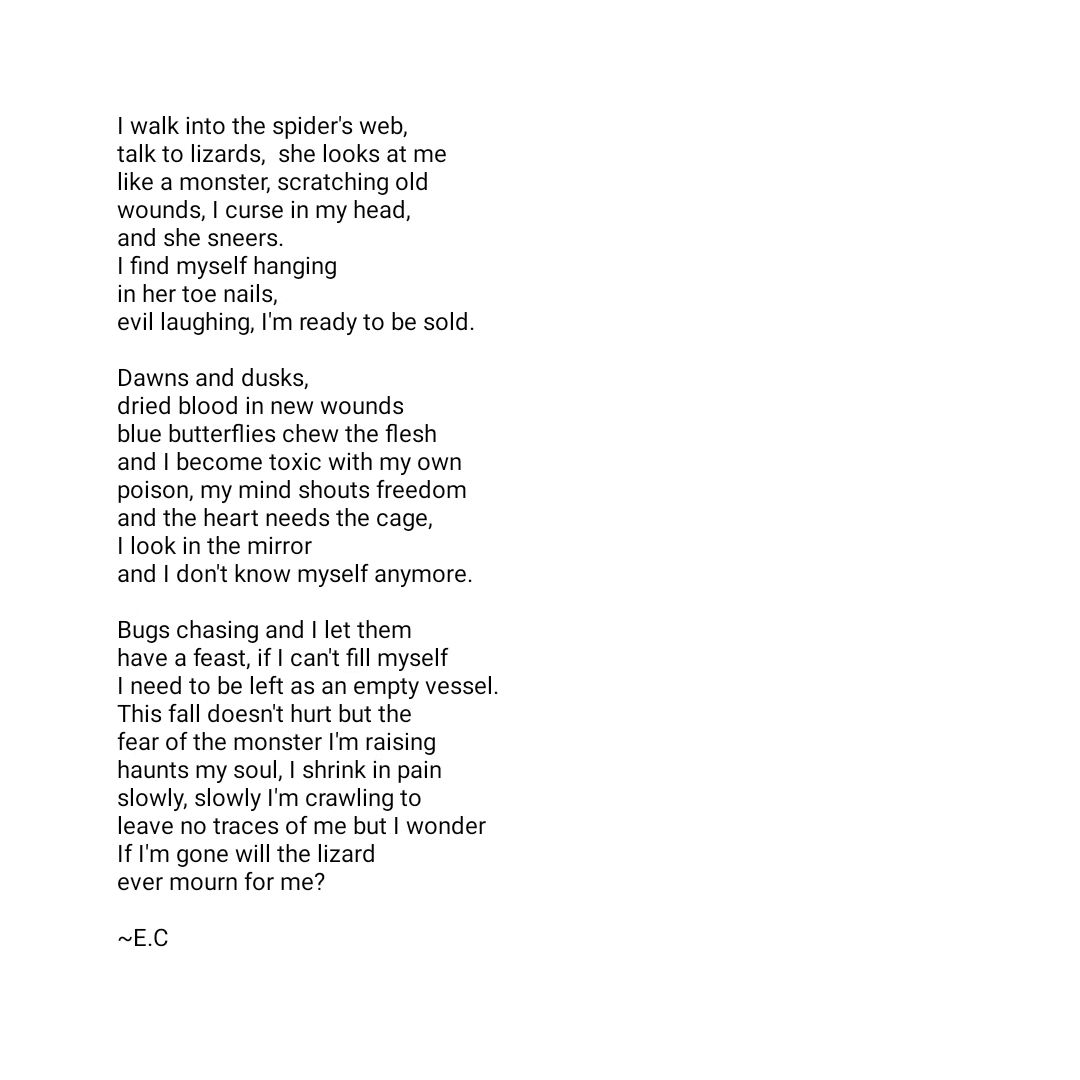 I walk into the spider's web,
talk to lizards,  she looks at me
like a monster, scratching old
wounds, I curse in my head,
and she sneers.
I find myself hanging
in her toe nails,
evil laughing, I'm ready to be sold.

Dawns and dusks,
dried blood in new wounds
blue butterflies chew the flesh
and I become toxic with my own
poison, my mind shouts freedom
and the heart needs the cage,
I look in the mirror
and I don't know myself anymore.

Bugs chasing and I let them
have a feast, if I can't fill myself
I need to be left as an empty vessel.
This fall doesn't hurt but the
fear of the monster I'm raising
haunts my soul, I shrink in pain
slowly, slowly I'm crawling to
leave no traces of me but I wonder
If I'm gone will the lizard
ever mourn for me?

~E.C